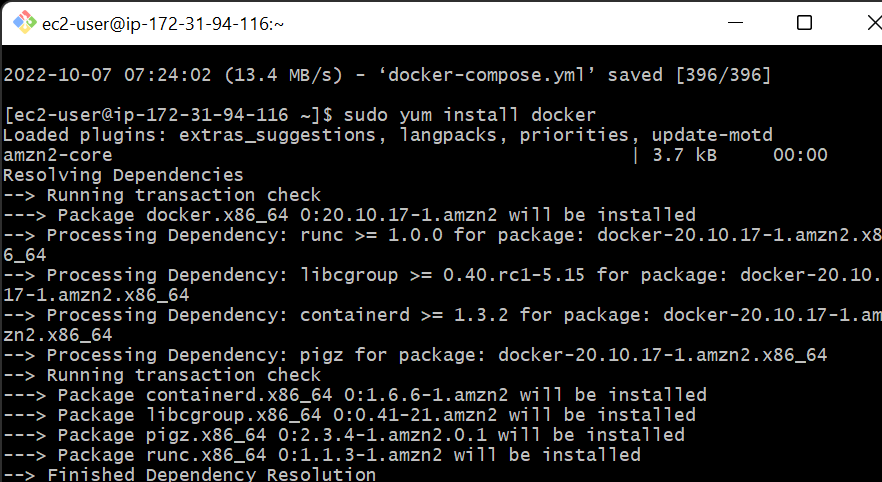 ec2-user@ip-172-31-94-116:~
2022-10-07 07:24:02 (13.4 MB/s) - ‘docker-compose.yml’ saved [396/396]
[ec2-user@ip-172-31-94-116 ~]$ sudo yum install docker
Loaded plugins: extras_suggestions, langpacks, priorities, update-motd
amzn2-core | 3.7 kB 00:00
Resolving Dependencies
--> Running transaction check
---> Package docker.x86_64 0:20.10.17-1.amzn2 will be installed
--> Processing Dependency: runc >= 1.0.0 for package: docker-20.10.17-1.amzn2.x8
6_64
--> Processing Dependency: libcgroup >= 0.40.rc1-5.15 for package: docker-20.10.
17-1.amzn2.x86_64
--> Processing Dependency: containerd >= 1.3.2 for package: docker-20.10.17-1.am
zn2.x86_64
--> Processing Dependency: pigz for package: docker-20.10.17-1.amzn2.x86_64
--> Running transaction check
---> Package containerd.x86_64 0:1.6.6-1.amzn2 will be installed
---> Package libcgroup.x86_64 0:0.41-21.amzn2 will be installed
---> Package pigz.x86_64 0:2.3.4-1.amzn2.0.1 will be installed
---> Package runc.x86_64 0:1.1.3-1.amzn2 will be installed
--> Finished Dependency Resolution